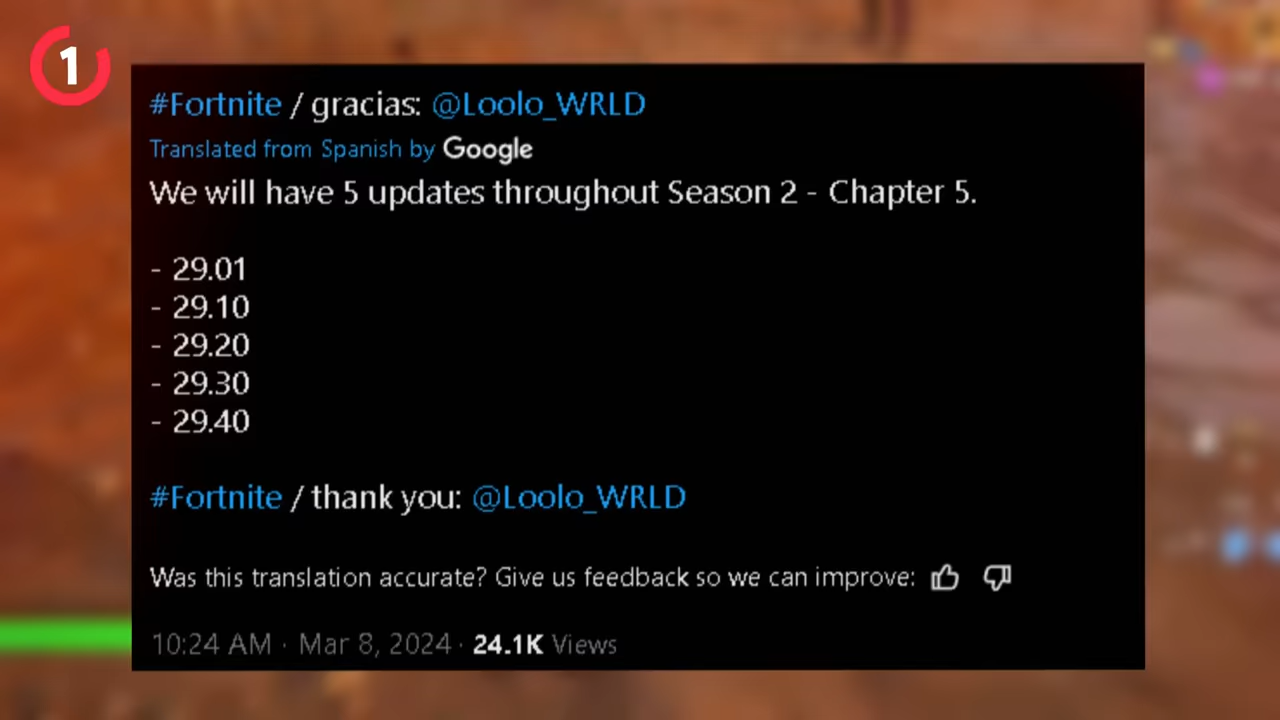 1
#Fortnite / gracias: @Loolo_WRLD
Translated from Spanish by Google
We will have 5 updates throughout Season 2 - Chapter 5.
- 29.01
- 29.10
- 29.20
- 29.30
- 29.40
#Fortnite / thank you: @Loolo_WRLD
Was this translation accurate? Give us feedback so we can improve:
10:24 AM · Mar 8, 2024 · 24.1K Views